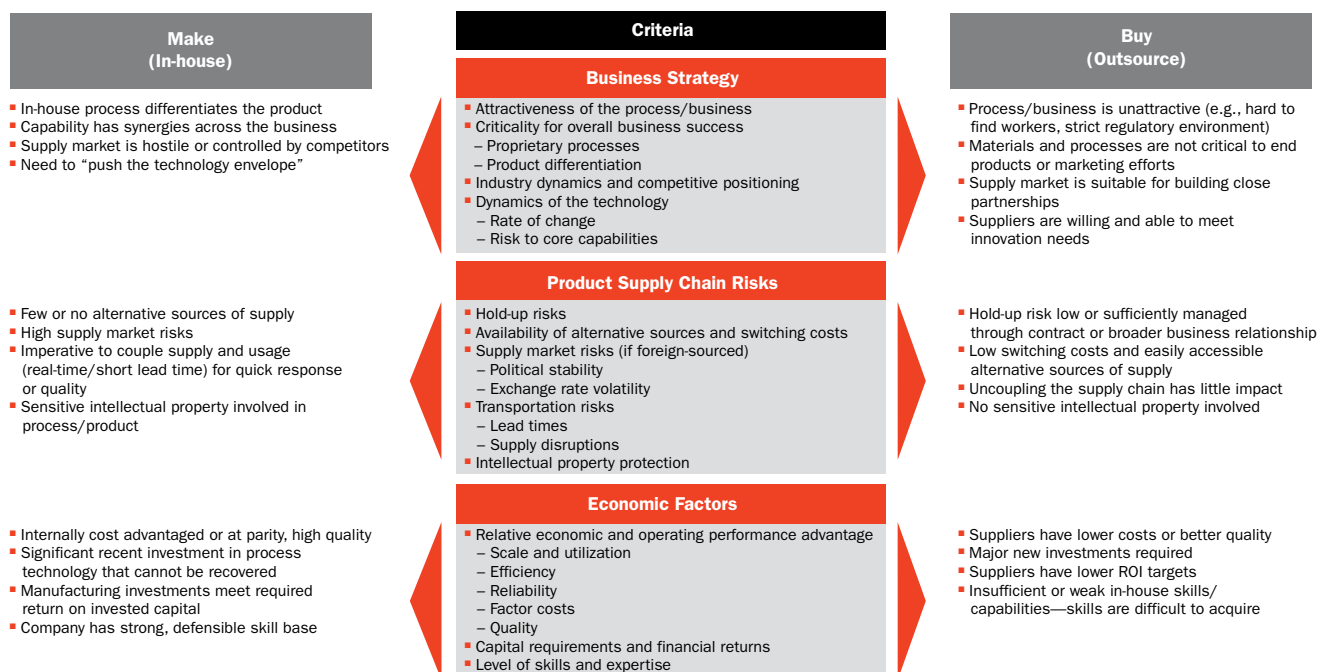 Make
(In-house)
Criteria
Buy
(Outsource)
Business Strategy
▪ In-house process differentiates the product
▪ Capability has synergies across the business
▪ Supply market is hostile or controlled by competitors
▪ Need to “push the technology envelope”
▪ Attractiveness of the process/business
▪ Criticality for overall business success
– Proprietary processes
– Product differentiation
▪ Industry dynamics and competitive positioning
▪ Dynamics of the technology
– Rate of change
– Risk to core capabilities
▪ Process/business is unattractive (e.g., hard to
find workers, strict regulatory environment)
▪ Materials and processes are not critical to end
products or marketing efforts
▪ Supply market is suitable for building close
partnerships
▪ Suppliers are willing and able to meet
innovation needs
Product Supply Chain Risks
▪ Few or no alternative sources of supply
▪ High supply market risks
▪ Imperative to couple supply and usage
(real-time/short lead time) for quick response
or quality
▪ Sensitive intellectual property involved in
process/product
▪ Hold-up risks
▪ Availability of alternative sources and switching costs
▪ Supply market risks (if foreign-sourced)
– Political stability
– Exchange rate volatility
▪ Transportation risks
– Lead times
– Supply disruptions
▪ Intellectual property protection
▪ Hold-up risk low or sufficiently managed
through contract or broader business relationship
▪ Low switching costs and easily accessible
alternative sources of supply
▪ Uncoupling the supply chain has little impact
▪ No sensitive intellectual property involved
Economic Factors
▪ Internally cost advantaged or at parity, high quality
▪ Significant recent investment in process
technology that cannot be recovered
▪ Manufacturing investments meet required
return on invested capital
▪ Company has strong, defensible skill base
▪ Relative economic and operating performance advantage
– Scale and utilization
– Efficiency
– Reliability
– Factor costs
– Quality
▪ Capital requirements and financial returns
▪ Level of skills and expertise
▪ Suppliers have lower costs or better quality
▪ Major new investments required
▪ Suppliers have lower ROI targets
▪ Insufficient or weak in-house skills/
capabilities—skills are difficult to acquire